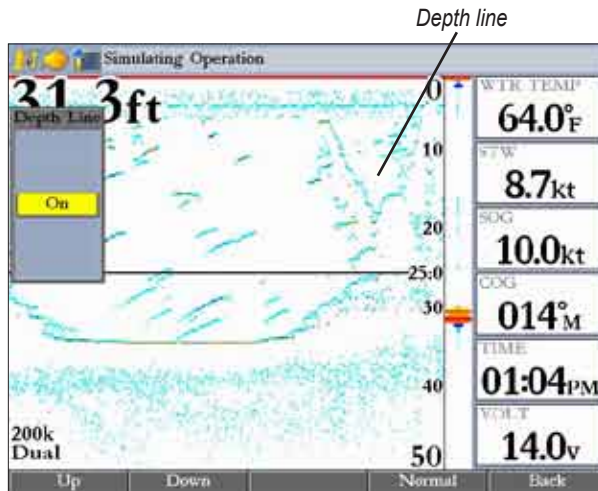 Depth line
Simulating Operation
31.3ft
Depth Line
On
0
10
20
25.0
30
40
50
200k
Dual
WTR TEMP
64.0°F
STW
8.7kt
SOG
10.0kt
COG
014°M
TIME
01:04PM
VOLT
14.0v
Up Down Normal Back